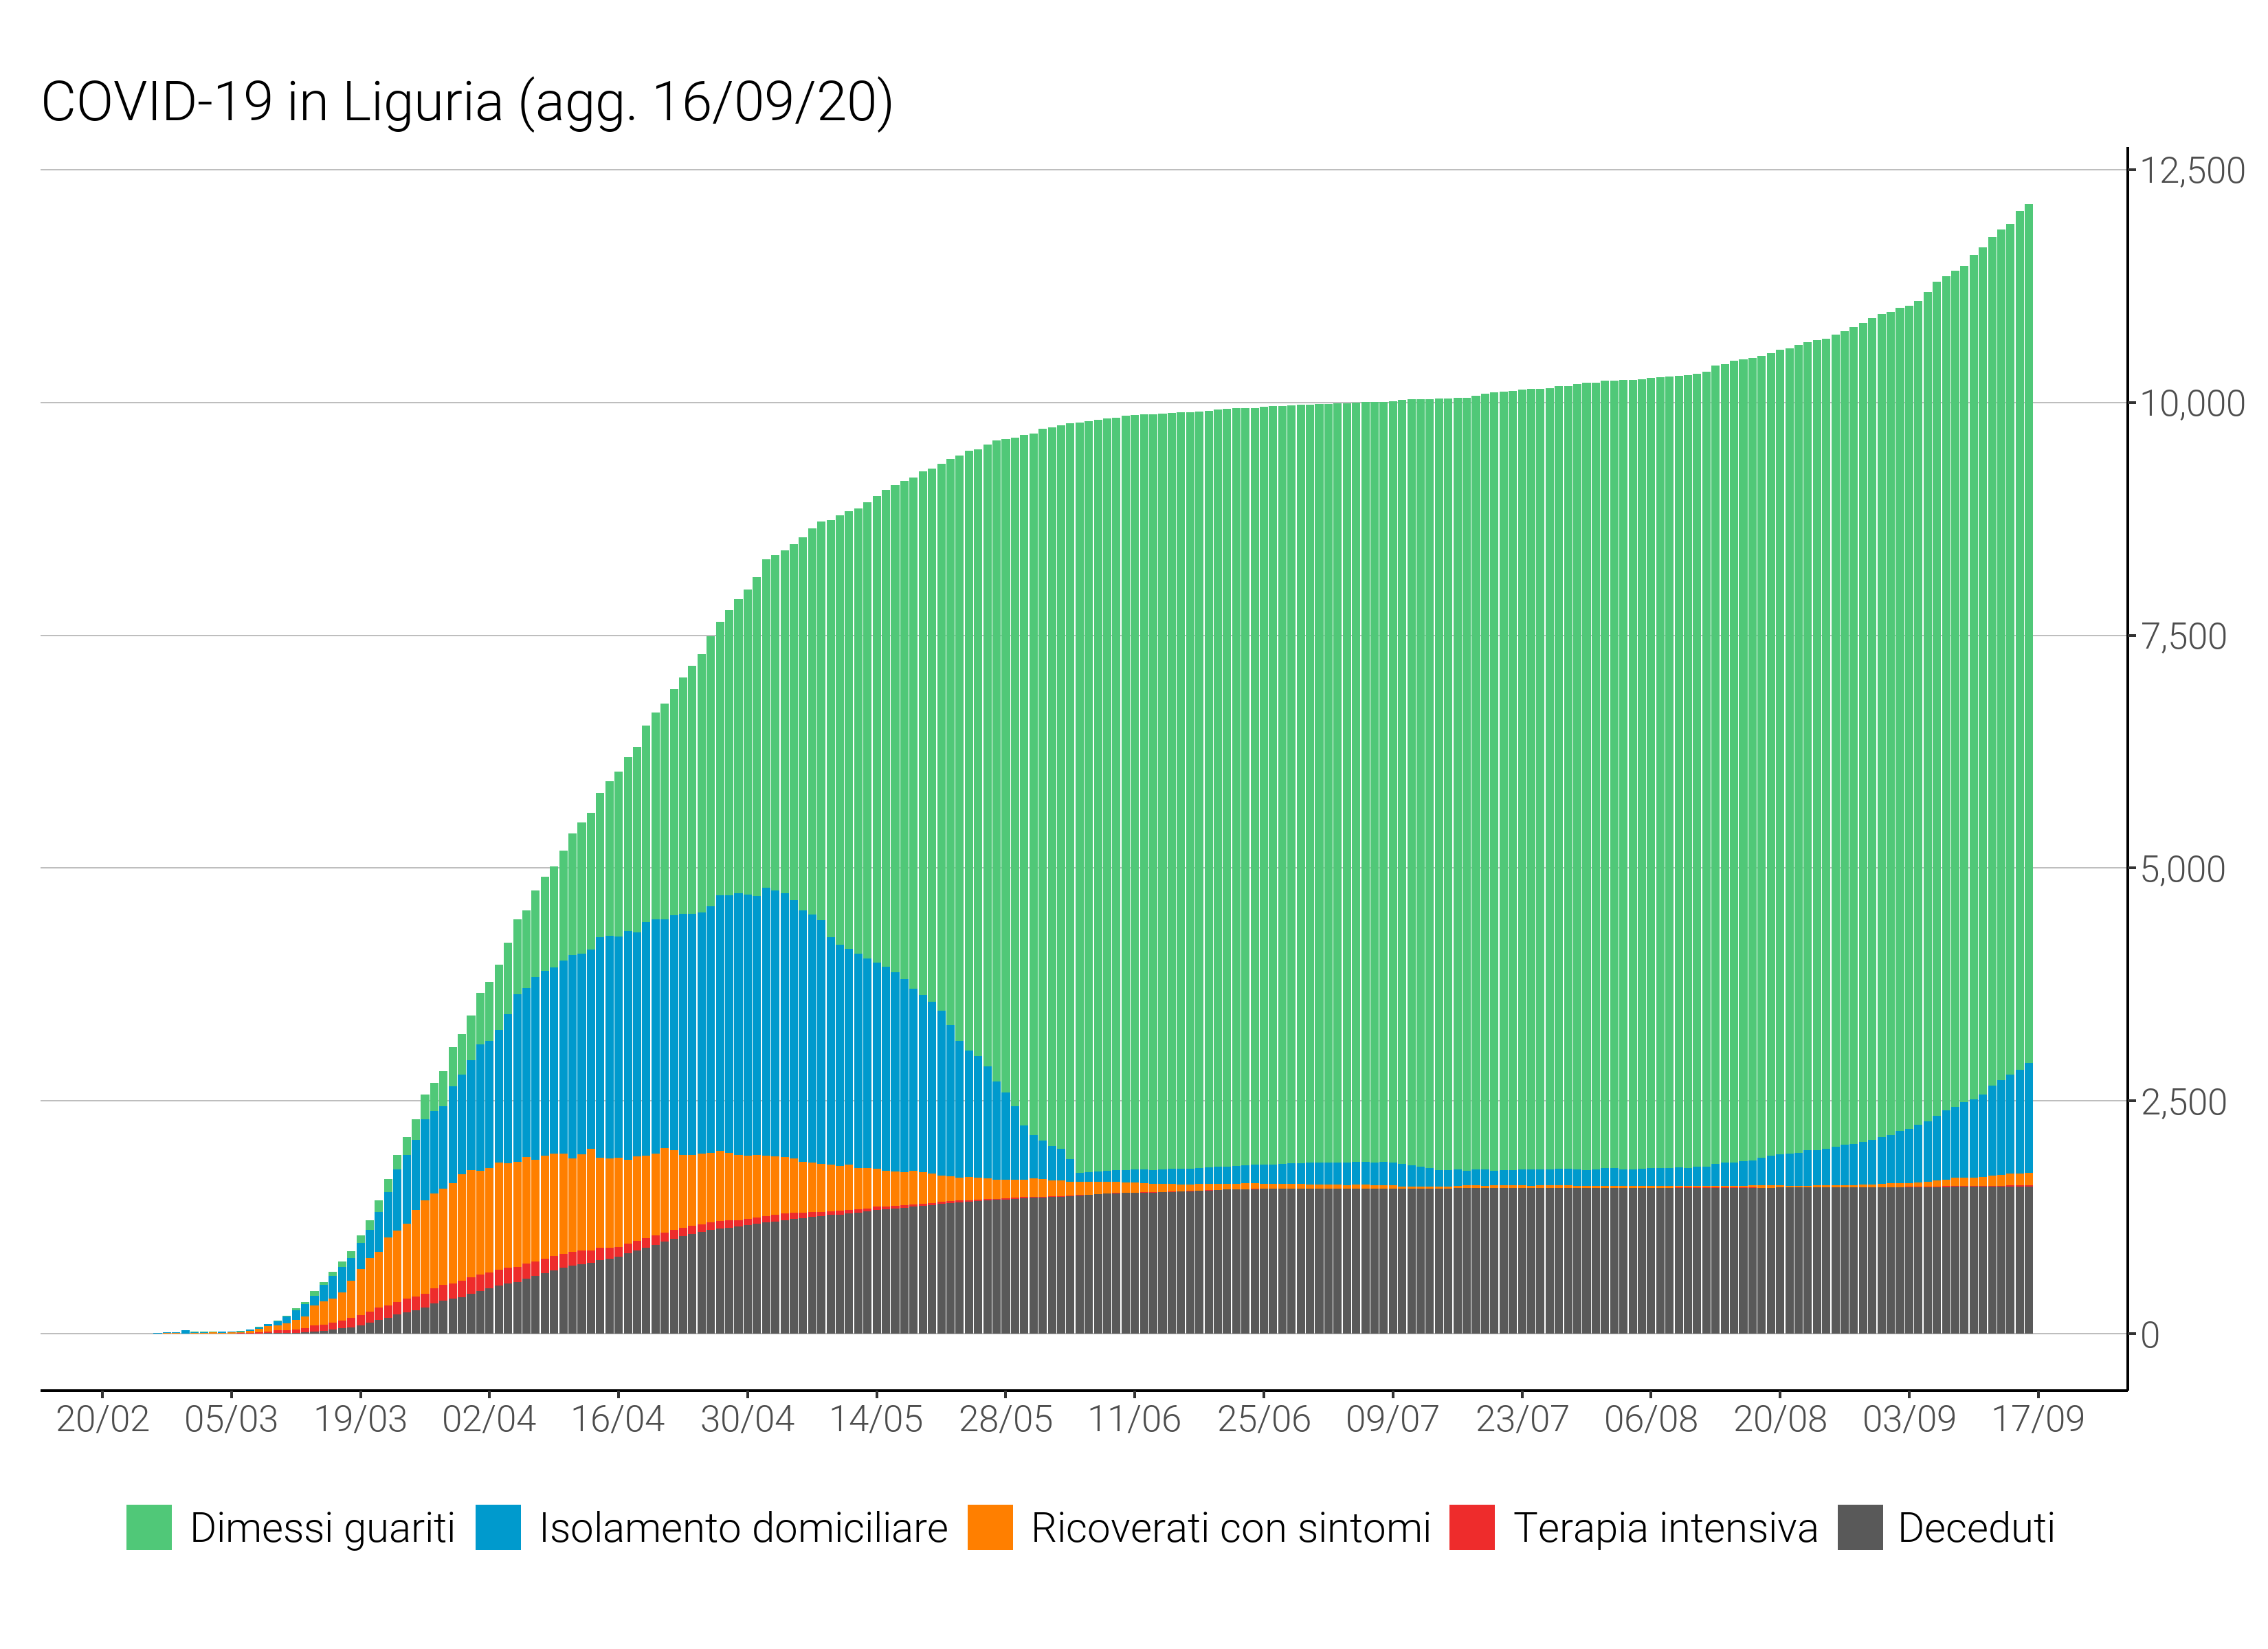 COVID-19 in Liguria (agg. 16/09/20)
12,500
10,000
7,500
5,000
2,500
0
20/02 05/03 19/03 02/04 16/04 30/04 14/05 28/05 11/06 25/06 09/07 23/07 06/08 20/08 03/09 17/09
Dimessi guariti Isolamento domiciliare Ricoverati con sintomi Terapia intensiva Deceduti